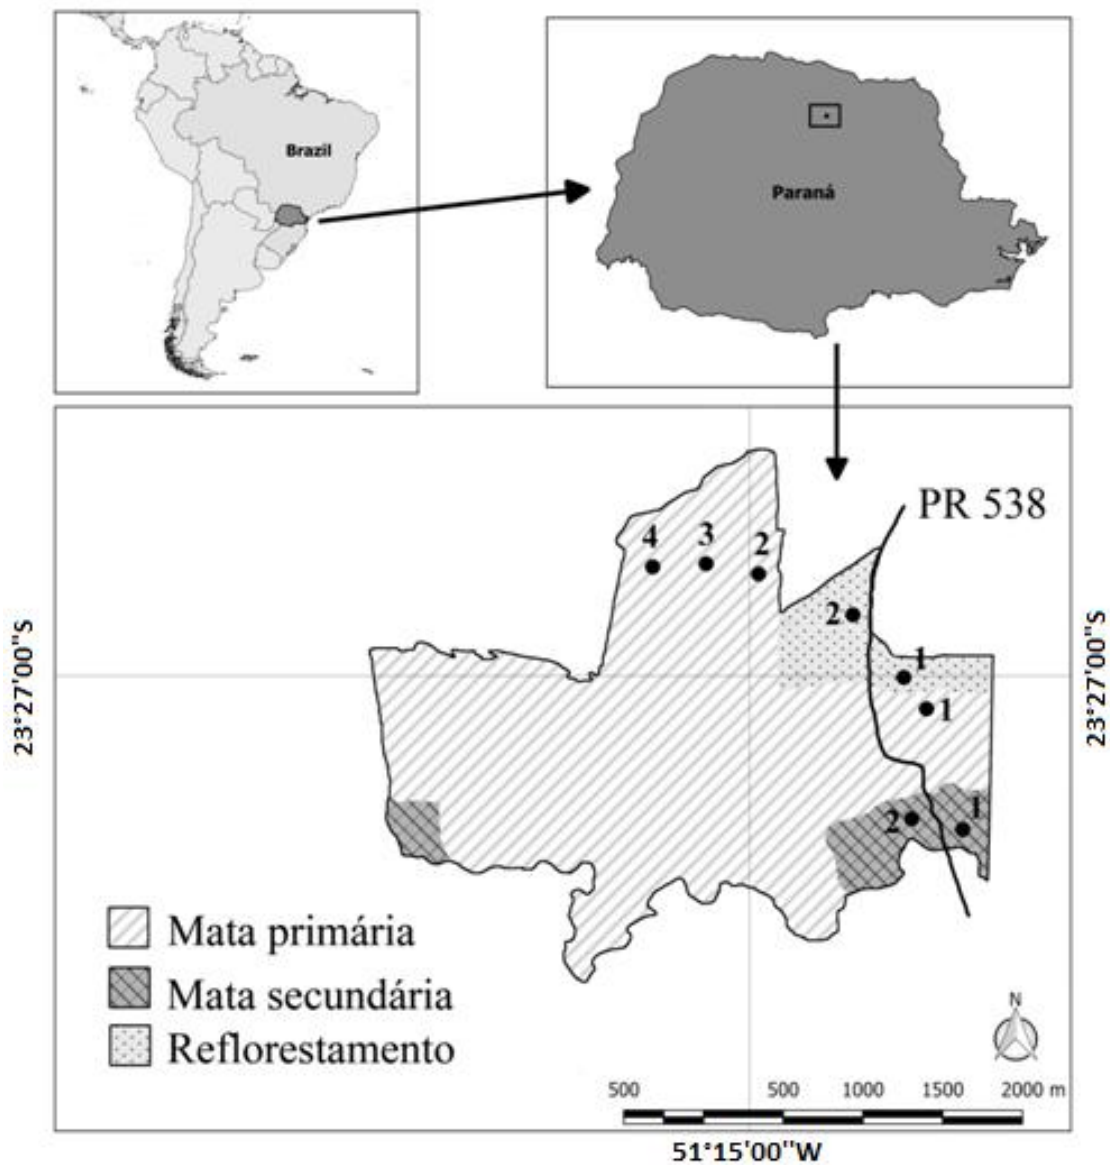 Brazil
Paraná
PR 538
4
3
2
2
1
1
2
1
23°27'00"S
23°27'00"S
Mata primária
Mata secundária
Reflorestamento
N
500
500
1000
1500
2000 m
51°15'00"W